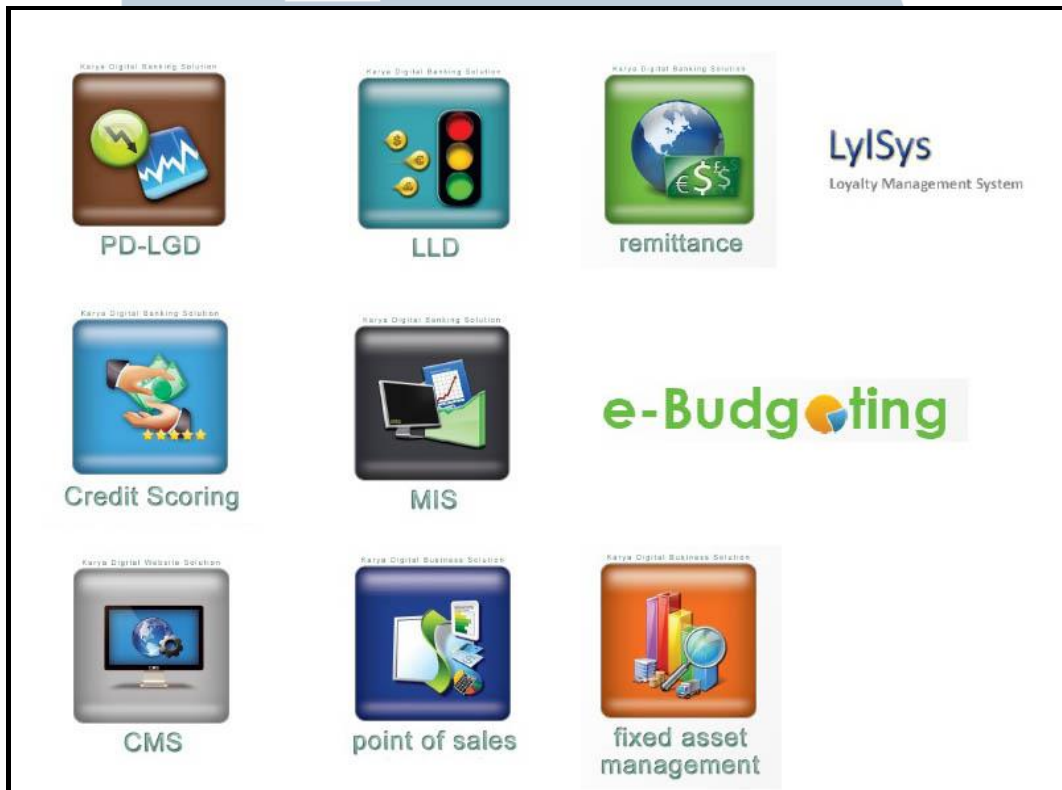 Karya Digital Banking Solution
PD-LGD
Karya Digital Banking Solution
LLD
Karya Digital Banking Solution
remittance
LylSys
Loyalty Management System
Karya Digital Banking Solution
Credit Scoring
Karya Digital Banking Solution
MIS
e-Budgeting
Karya Digital Website Solution
CMS
Karya Digital Business Solution
point of sales
Karya Digital Business Solution
fixed asset
management